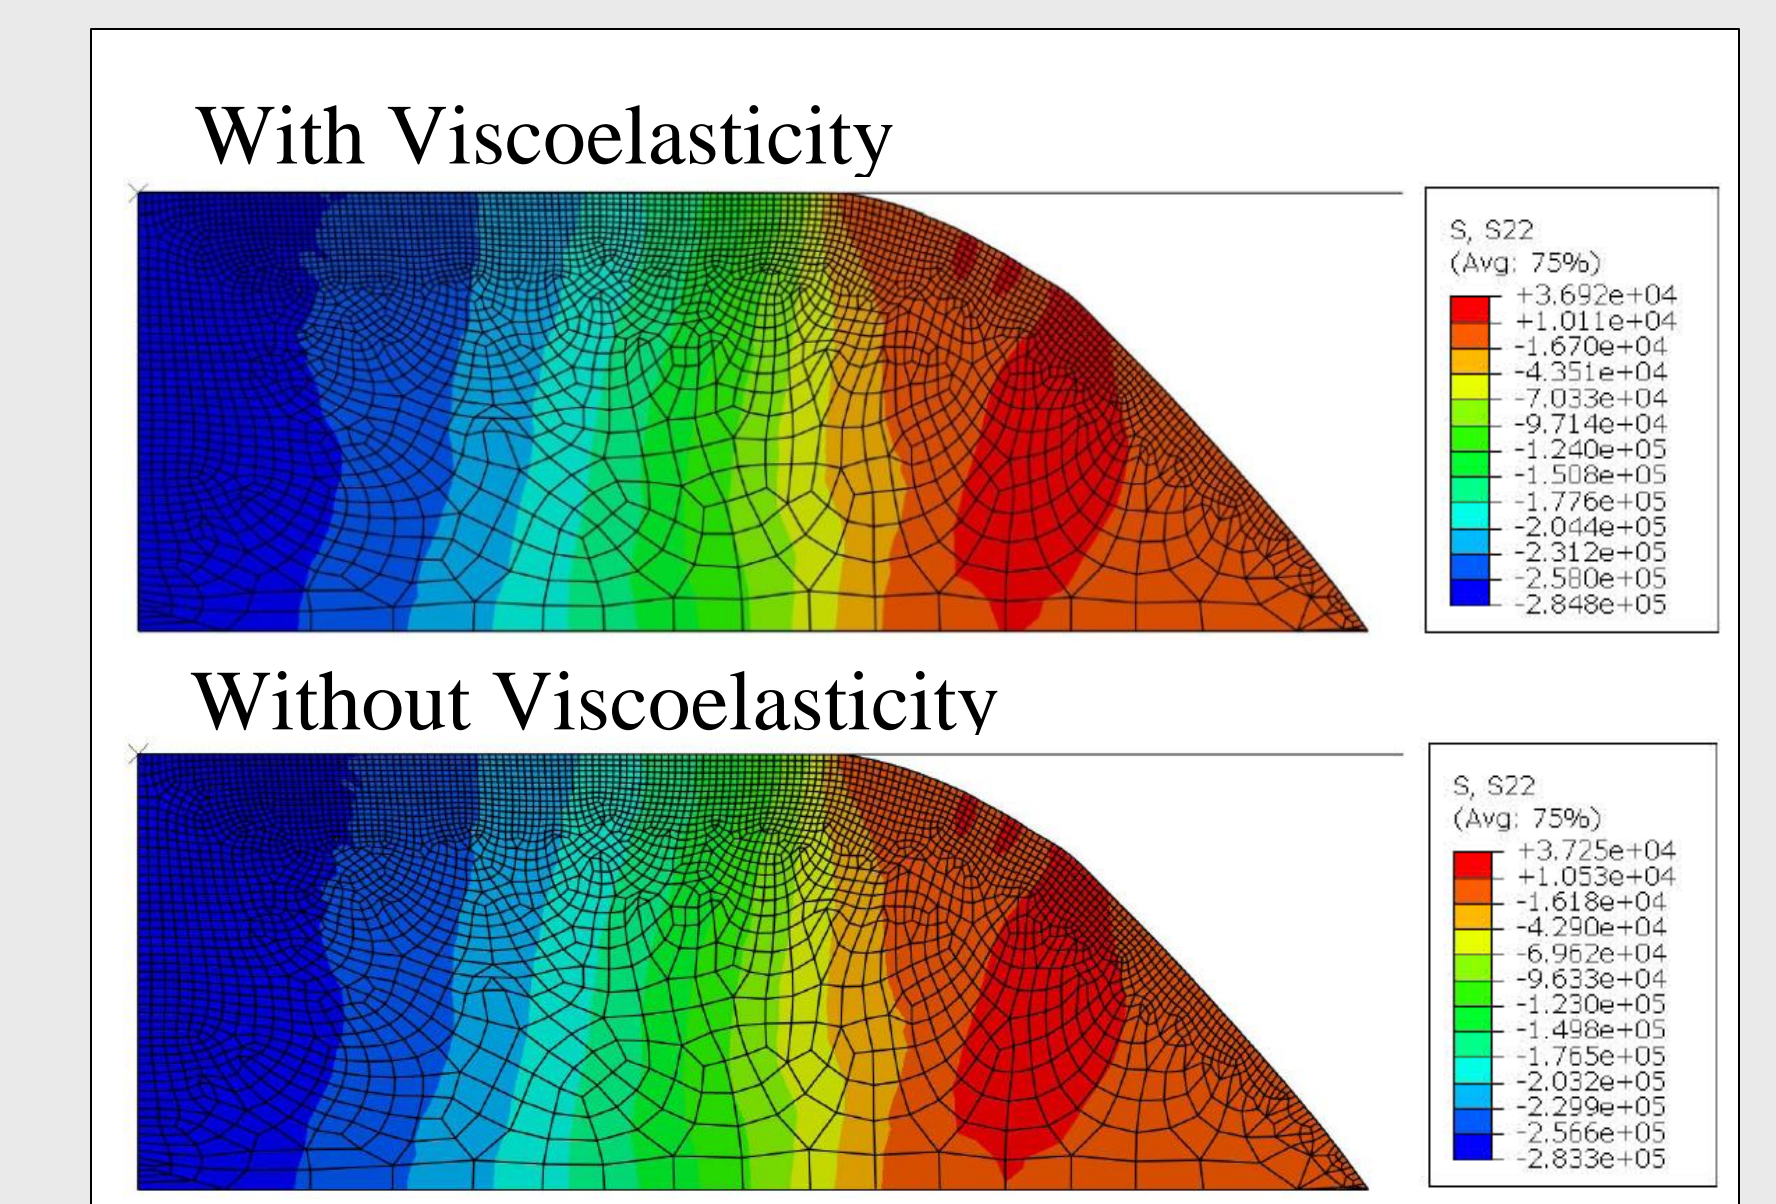 With Viscoelasticity
S, S22
(Avg: 75%)
+3.692e+04
+1.011e+04
-1.670e+04
-4.351e+04
-7.033e+04
-9.714e+04
-1.240e+05
-1.508e+05
-1.776e+05
-2.044e+05
-2.312e+05
-2.580e+05
-2.848e+05
Without Viscoelasticity
S, S22
(Avg: 75%)
+3.725e+04
+1.053e+04
-1.618e+04
-4.290e+04
-6.962e+04
-9.633e+04
-1.230e+05
-1.498e+05
-1.765e+05
-2.032e+05
-2.299e+05
-2.566e+05
-2.833e+05